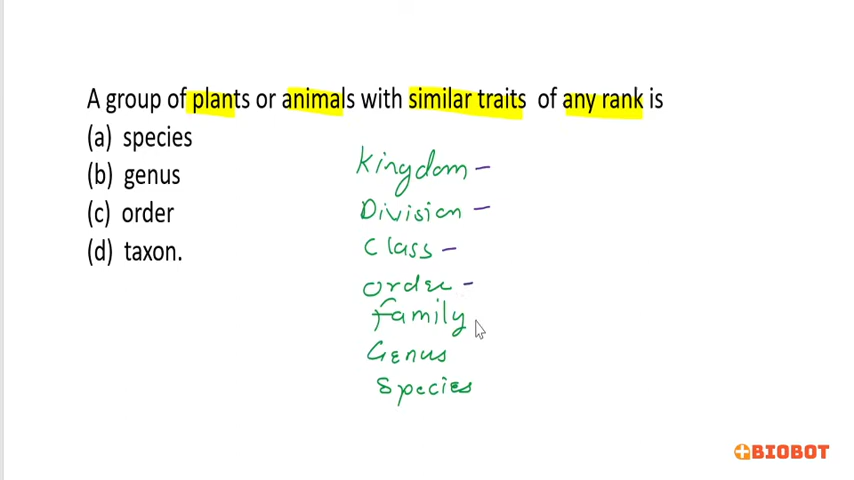 A group of plants or animals with similar traits of any rank is
(a) species
(b) genus
(c) order
(d) taxon.
Kingdom -
Division -
Class -
Order -
family
Genus
Species
BIOBOT